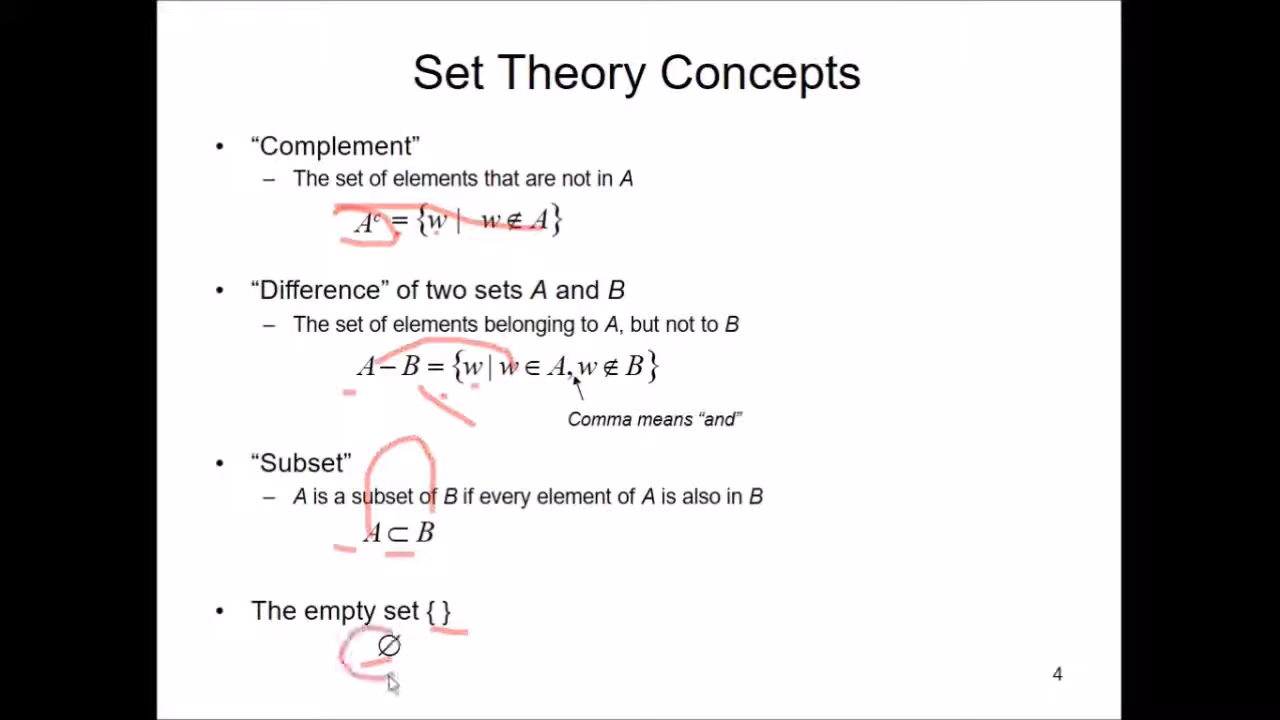 Set Theory Concepts
• “Complement”
– The set of elements that are not in A
Aᶜ = {w | w ∉ A}
• “Difference” of two sets A and B
– The set of elements belonging to A, but not to B
A − B = {w | w ∈ A, w ∉ B}
Comma means “and”
• “Subset”
– A is a subset of B if every element of A is also in B
A ⊂ B
• The empty set { }
∅
4